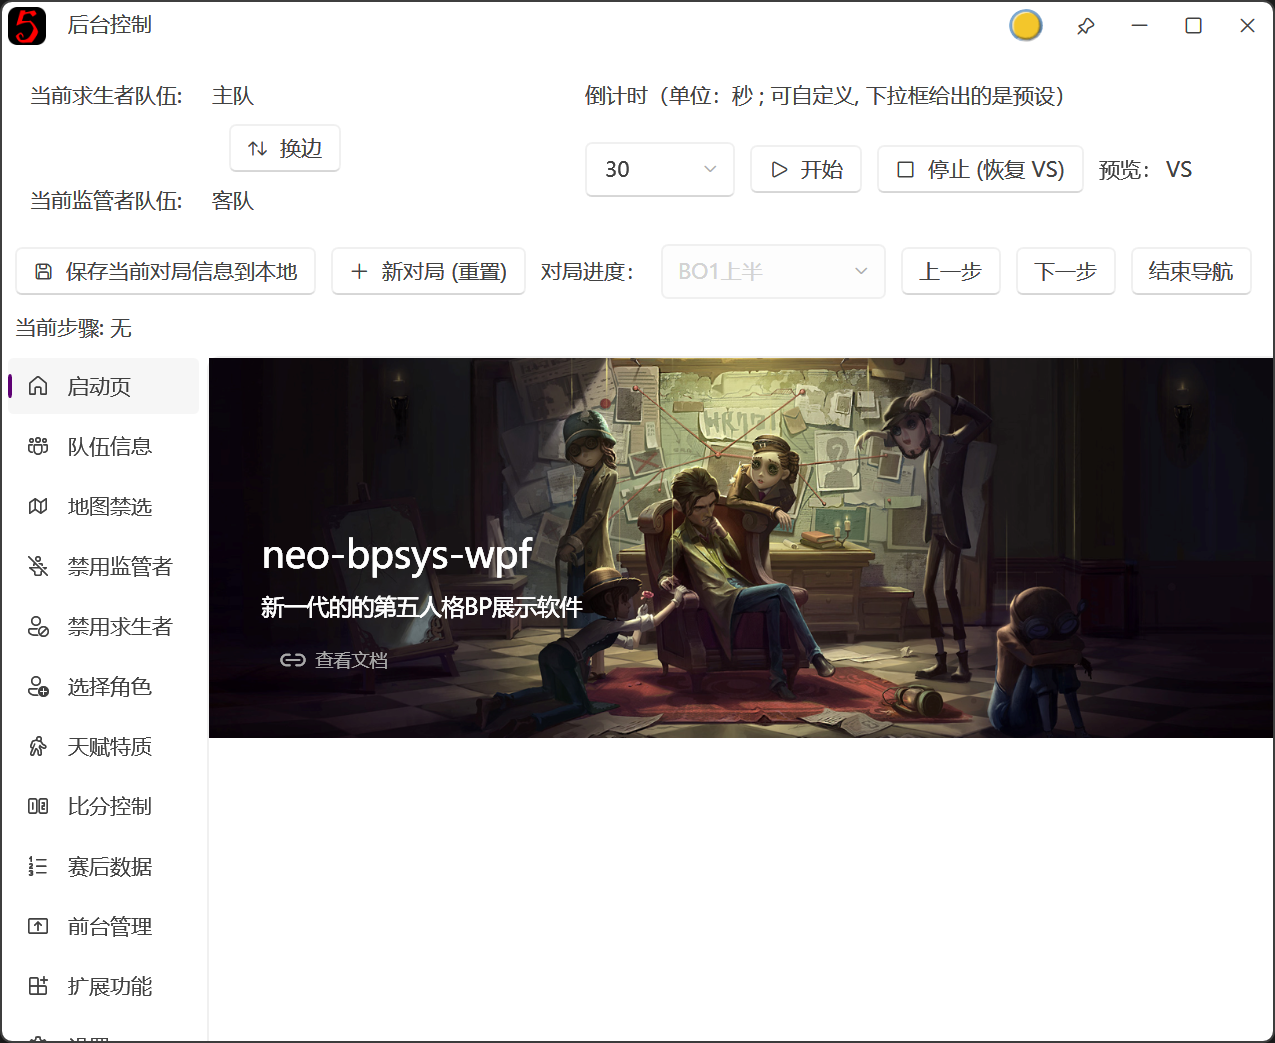 后台控制
当前求生者队伍: 主队
倒计时（单位：秒 ; 可自定义, 下拉框给出的是预设）
换边
30
开始
停止 (恢复 VS)
预览： VS
当前监管者队伍: 客队
保存当前对局信息到本地
新对局 (重置)
对局进度：
BO1上半
上一步
下一步
结束导航
当前步骤: 无
启动页
队伍信息
地图禁选
禁用监管者
禁用求生者
选择角色
天赋特质
比分控制
赛后数据
前台管理
扩展功能
neo-bpsys-wpf
新一代的的第五人格BP展示软件
查看文档